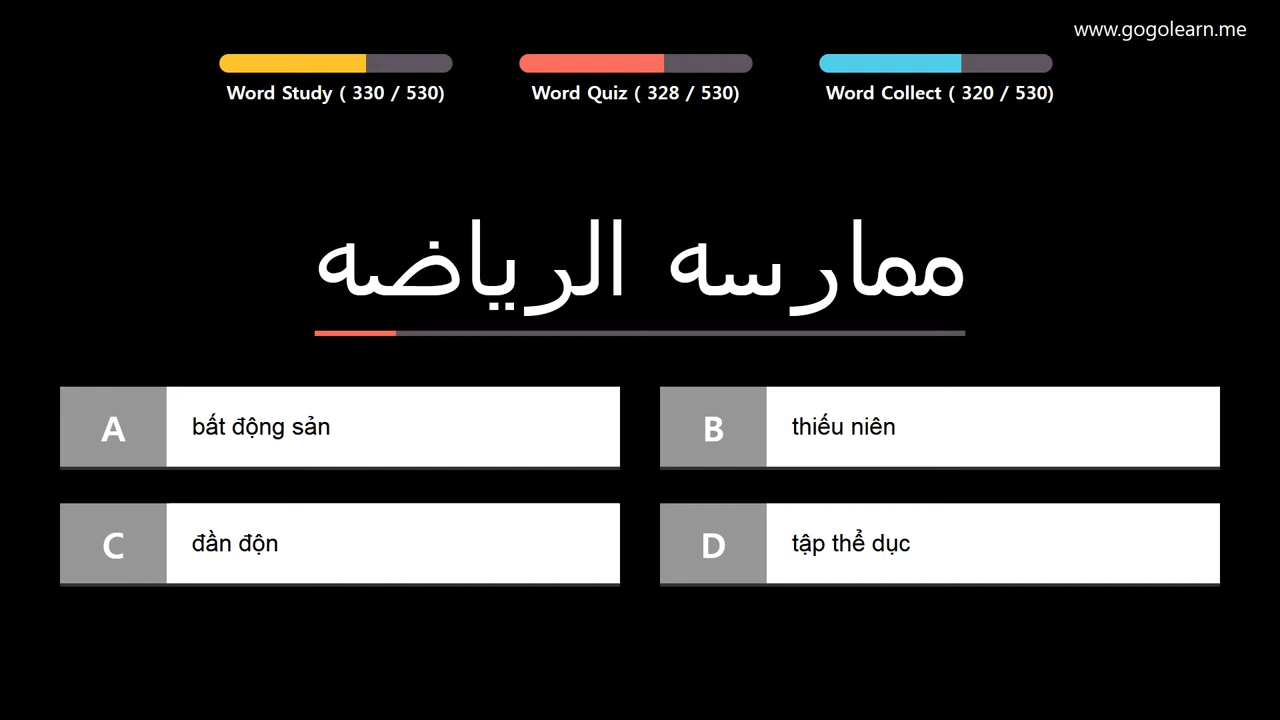 www.gogolearn.me
Word Study ( 330 / 530)
Word Quiz ( 328 / 530)
Word Collect ( 320 / 530)
ممارسه الرياضه
A
bất động sản
B
thiếu niên
C
đần độn
D
tập thể dục